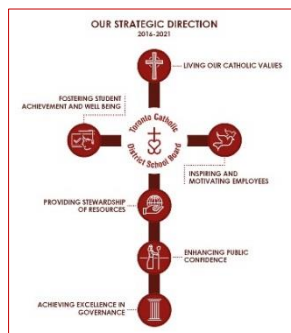 OUR STRATEGIC DIRECTION
2016-2021
LIVING OUR CATHOLIC VALUES
FOSTERING STUDENT
ACHIEVEMENT AND WELL BEING
Toronto Catholic
District School Board
INSPIRING AND
MOTIVATING EMPLOYEES
PROVIDING STEWARDSHIP
OF RESOURCES
ENHANCING PUBLIC
CONFIDENCE
ACHIEVING EXCELLENCE IN
GOVERNANCE